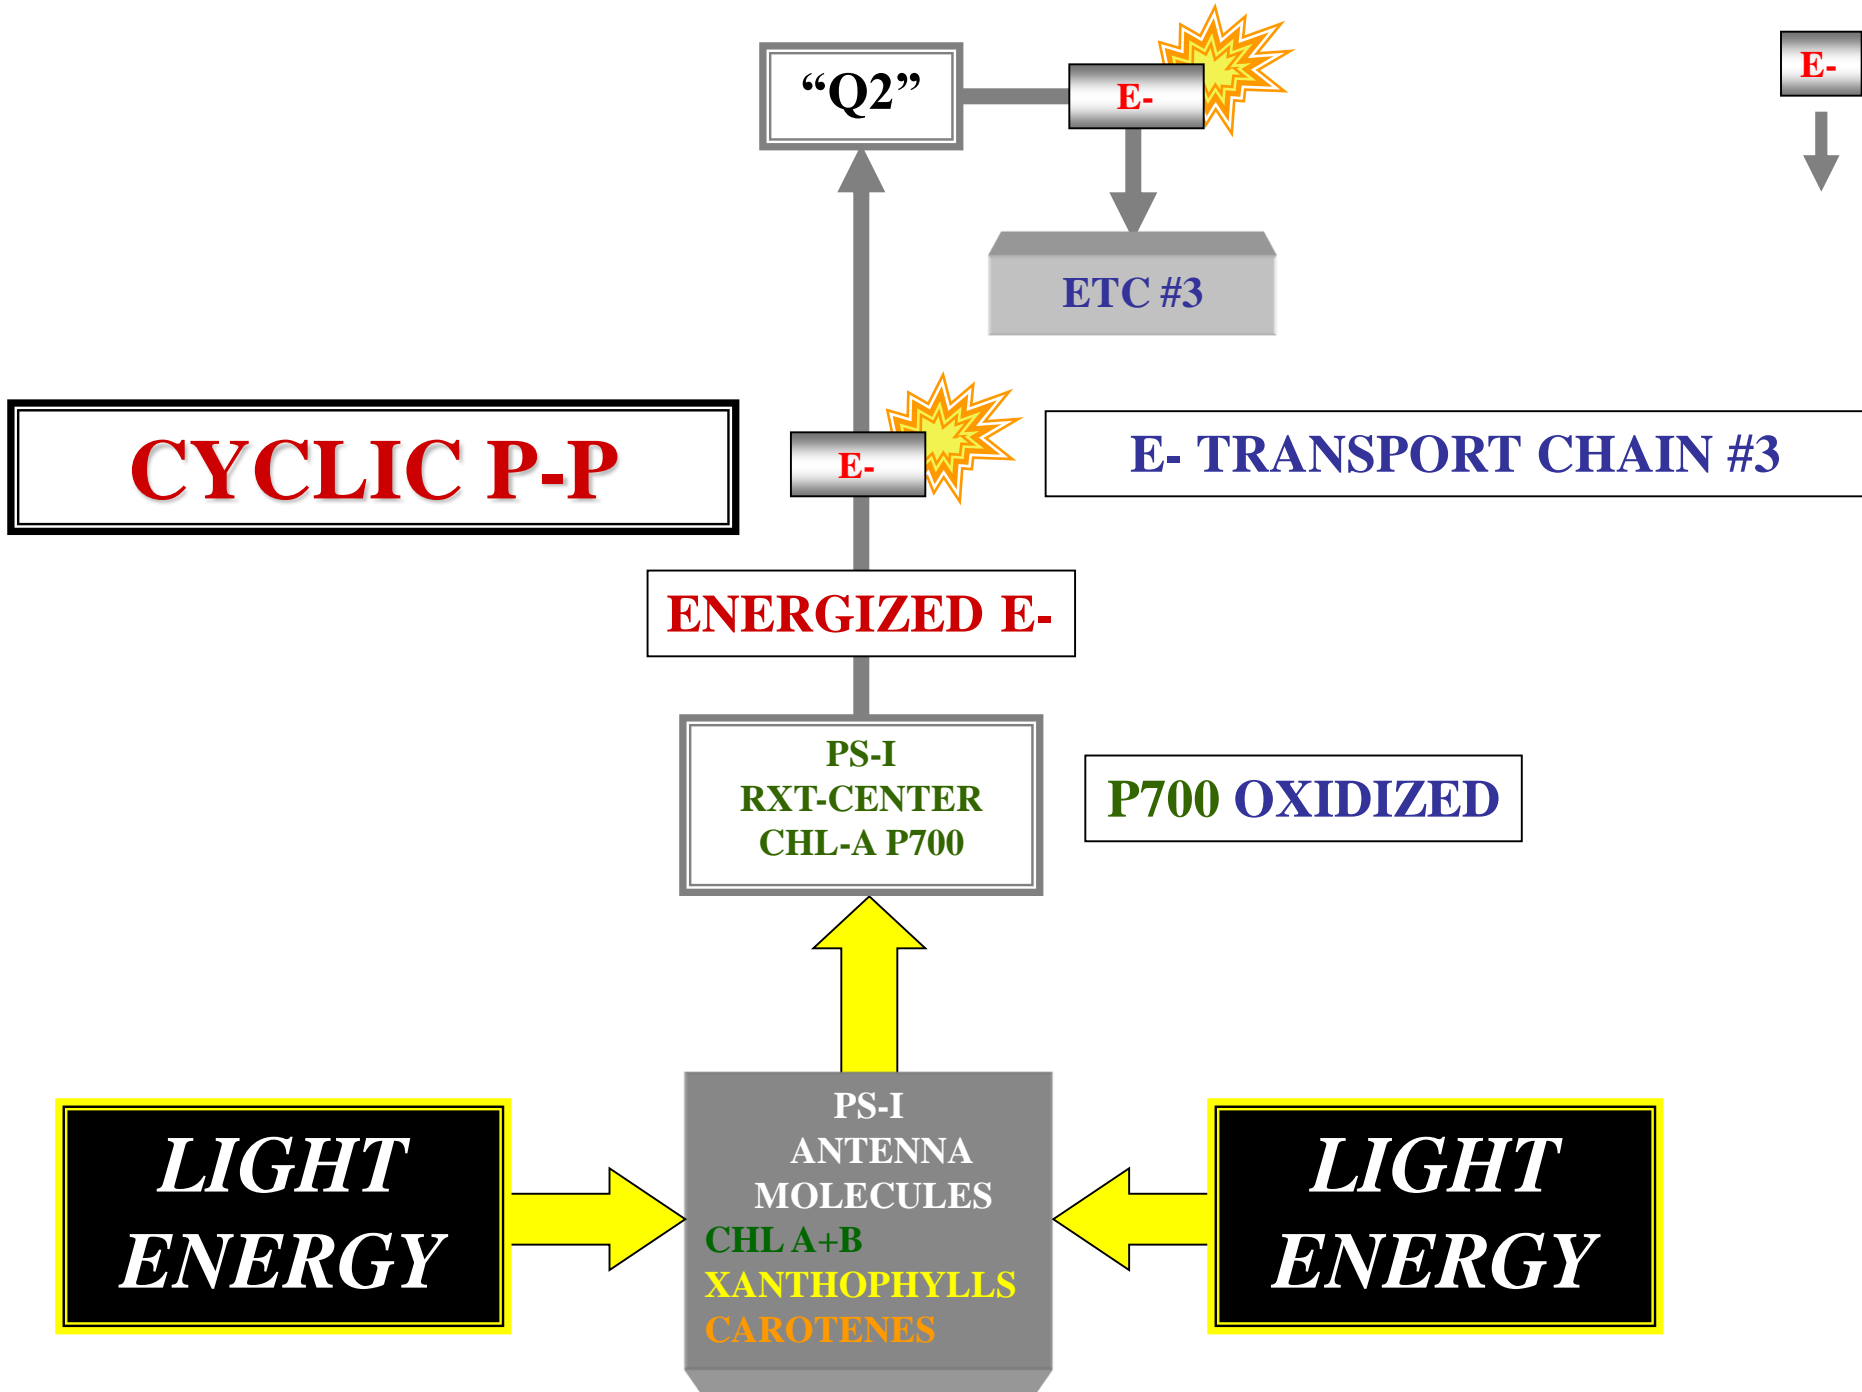 “Q2”
E-
E-
ETC #3
CYCLIC P-P
E-
E- TRANSPORT CHAIN #3
ENERGIZED E-
PS-I
RXT-CENTER
CHL-A P700
P700 OXIDIZED
LIGHT
ENERGY
PS-I
ANTENNA
MOLECULES
CHL A+B
XANTHOPHYLLS
CAROTENES
LIGHT
ENERGY